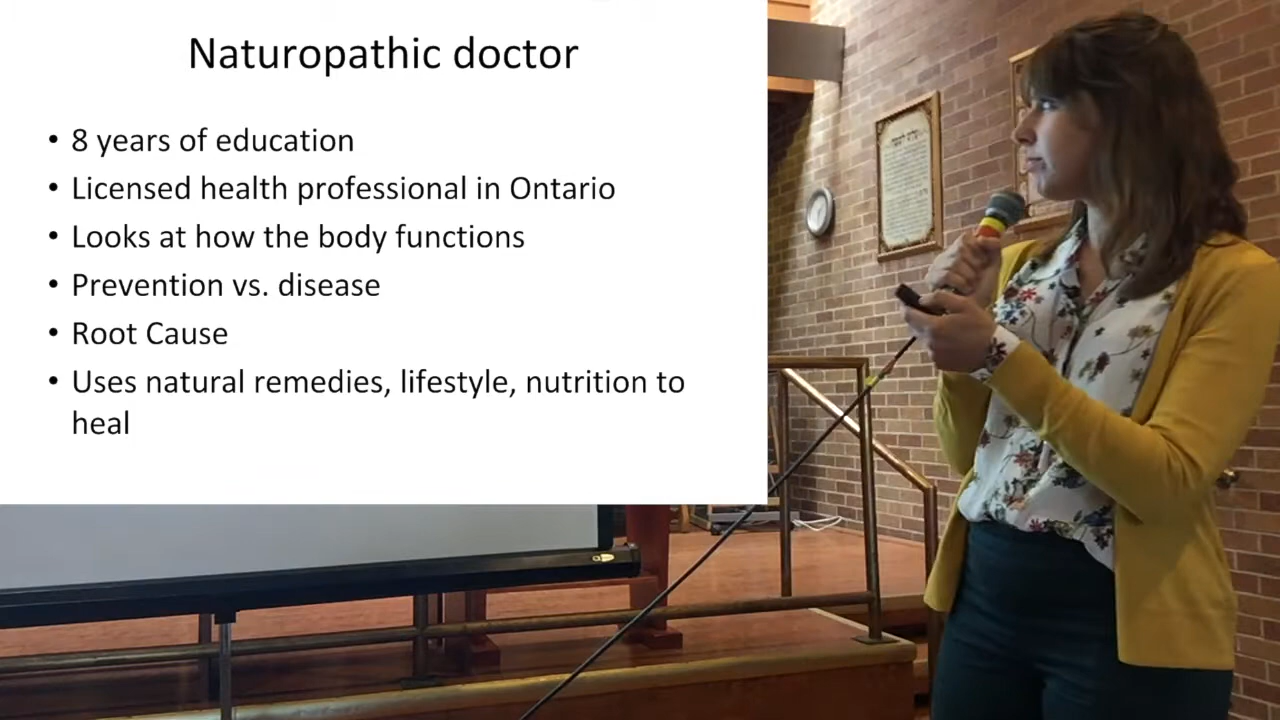 Naturopathic doctor
• 8 years of education
• Licensed health professional in Ontario
• Looks at how the body functions
• Prevention vs. disease
• Root Cause
• Uses natural remedies, lifestyle, nutrition to
heal